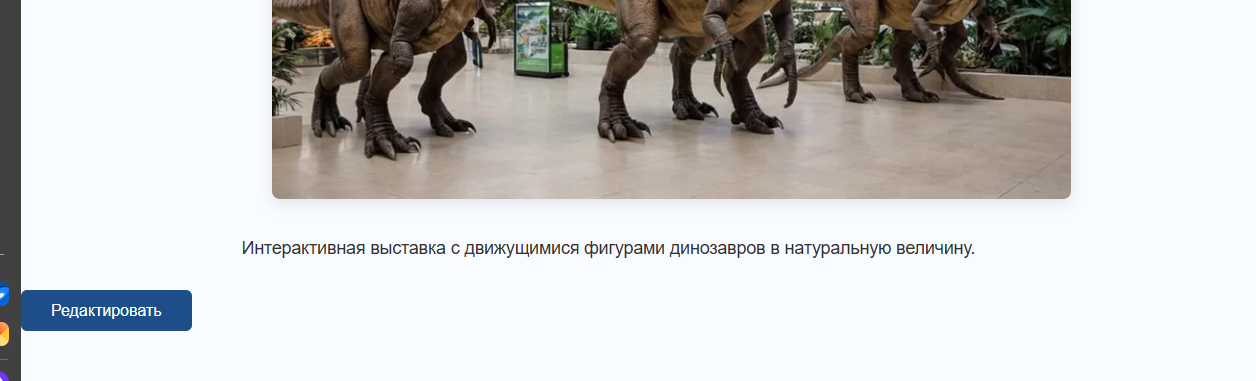 Интерактивная выставка с движущимися фигурами динозавров в натуральную величину.
Редактировать